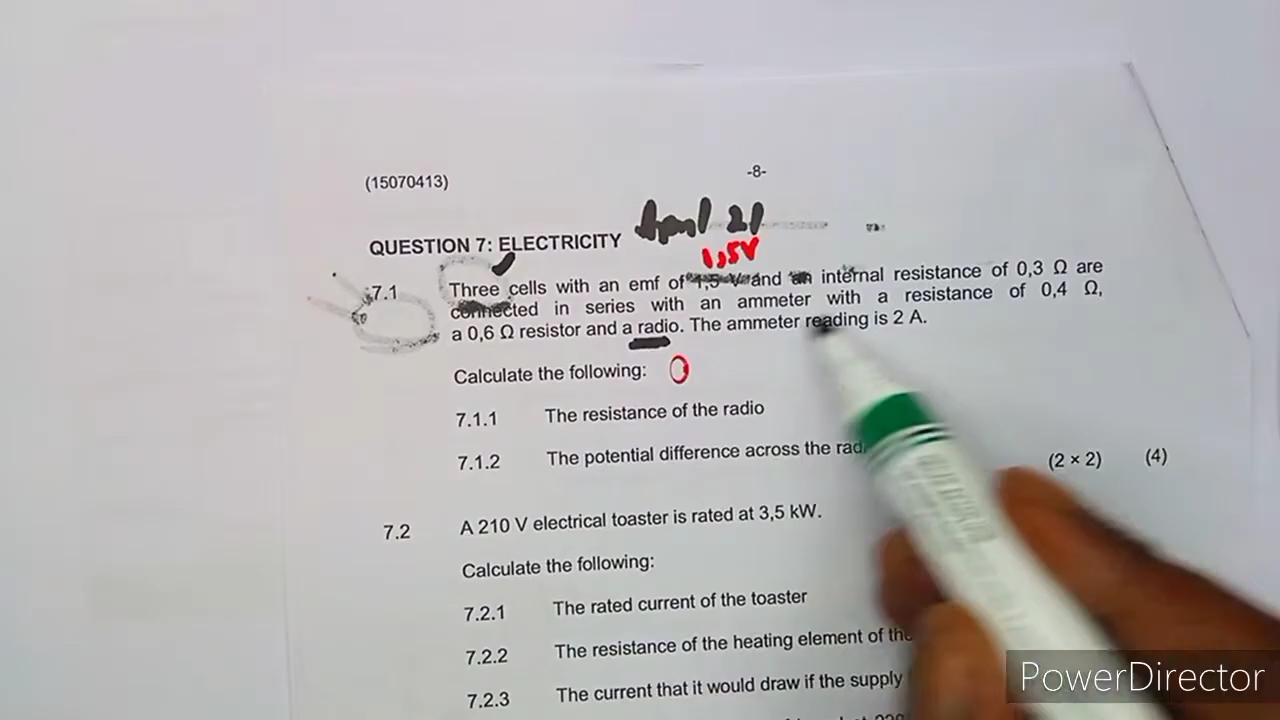 (15070413)
-8-
QUESTION 7: ELECTRICITY April 21
1,5V
7.1 Three cells with an emf of 1,5 V and an internal resistance of 0,3 Ω are
connected in series with an ammeter with a resistance of 0,4 Ω,
a 0,6 Ω resistor and a radio. The ammeter reading is 2 A.
Calculate the following:
7.1.1 The resistance of the radio
7.1.2 The potential difference across the (2 × 2) (4)
7.2 A 210 V electrical toaster is rated at 3,5 kW.
Calculate the following:
7.2.1 The rated current of the toaster
7.2.2 The resistance of the heating element of
7.2.3 The current that it would draw if the supply
PowerDirector